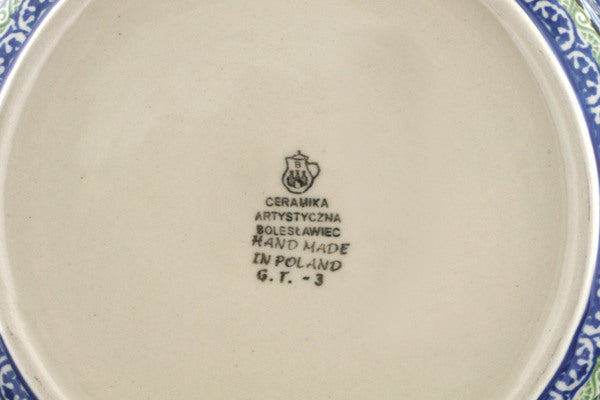 B
CERAMIKA
ARTYSTYCZNA
BOLESŁAWIEC
HAND MADE
IN POLAND
G. T. - 3